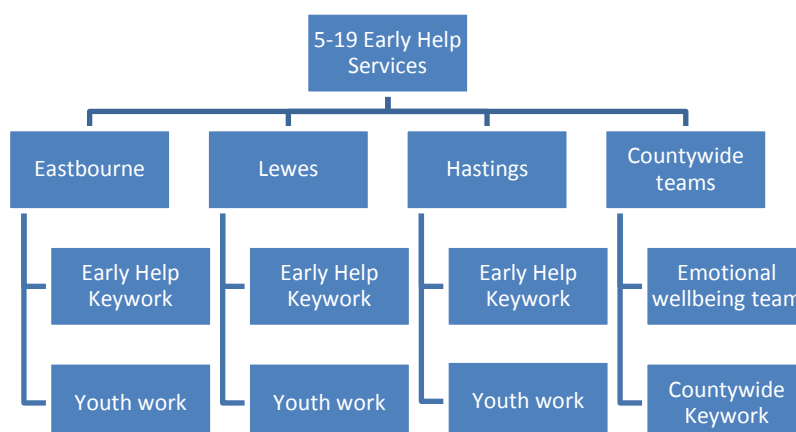 5-19 Early Help
Services
Eastbourne
Lewes
Hastings
Countywide
teams
Early Help
Keywork
Early Help
Keywork
Early Help
Keywork
Emotional
wellbeing team
Youth work
Youth work
Youth work
Countywide
Keywork